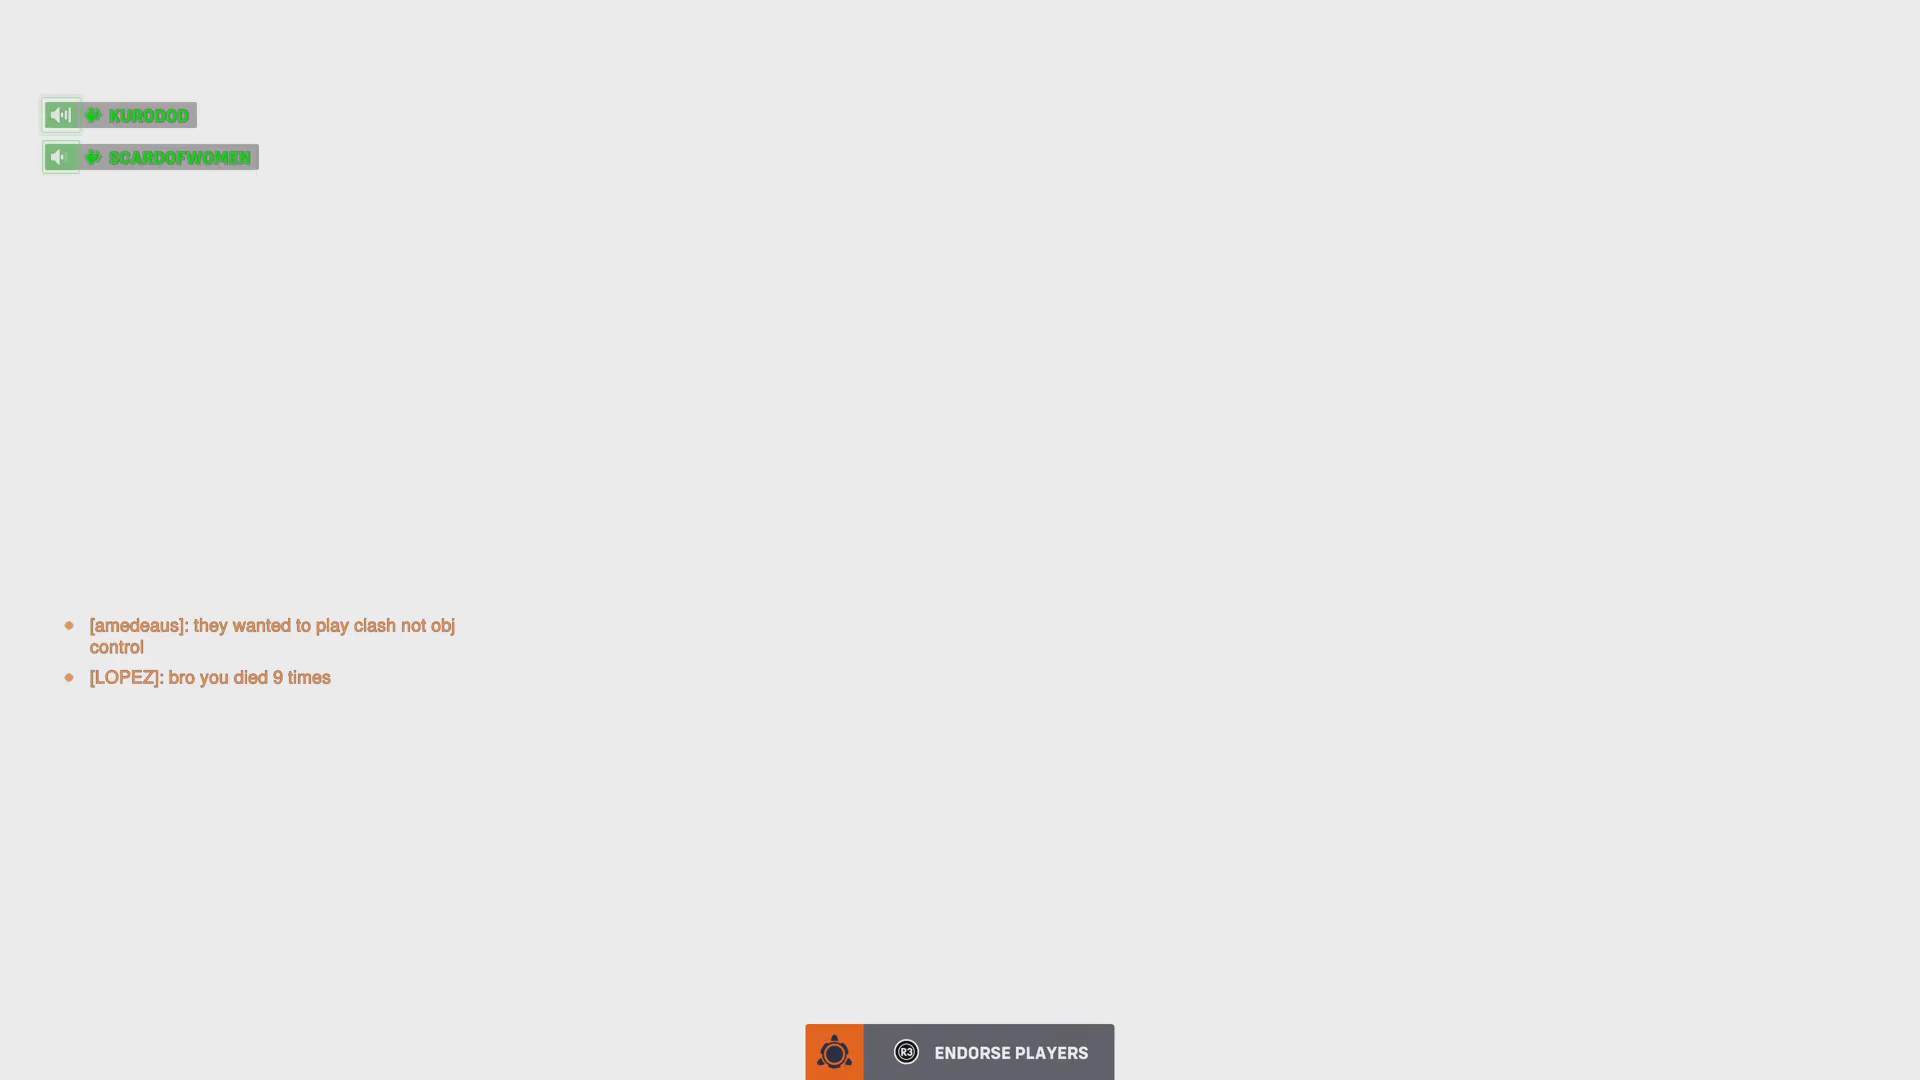 KURODOD
SCARDOFWOMEN
[amedeaus]: they wanted to play clash not obj
control
[LOPEZ]: bro you died 9 times
R3 ENDORSE PLAYERS